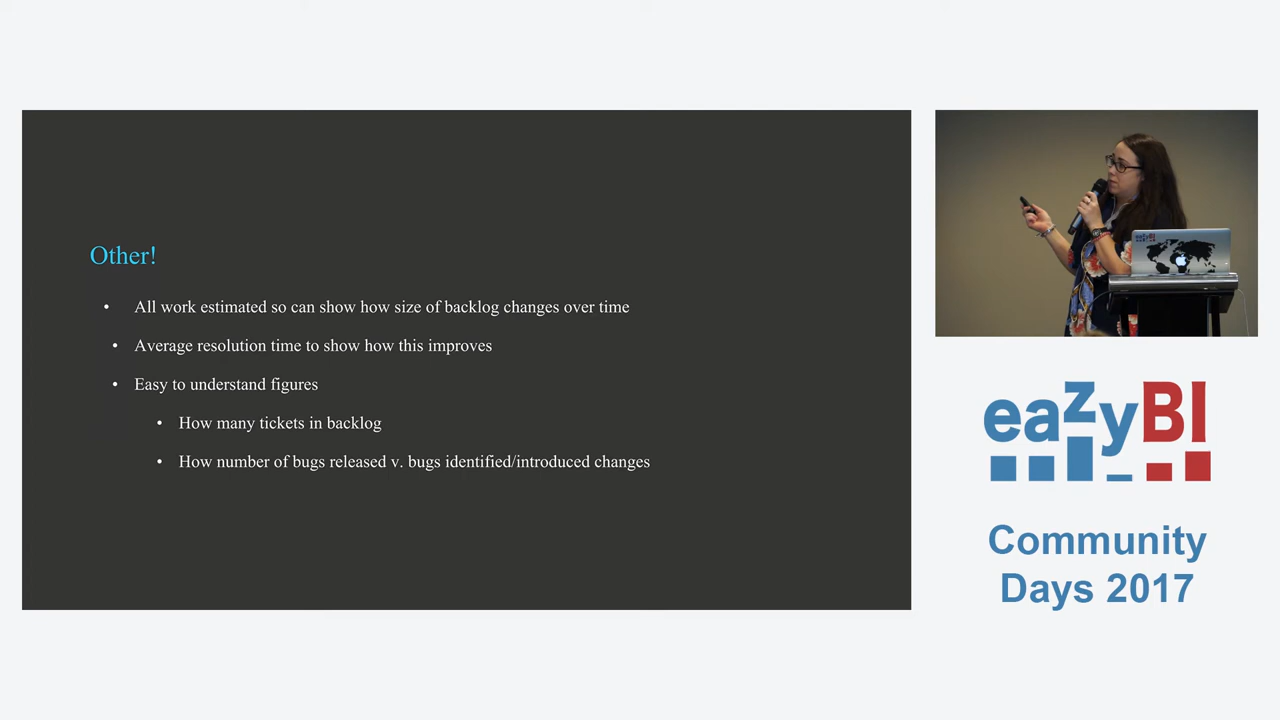 Other!
• All work estimated so can show how size of backlog changes over time
• Average resolution time to show how this improves
• Easy to understand figures
• How many tickets in backlog
• How number of bugs released v. bugs identified/introduced changes
eazyBI
eazyBI
Community
Days 2017